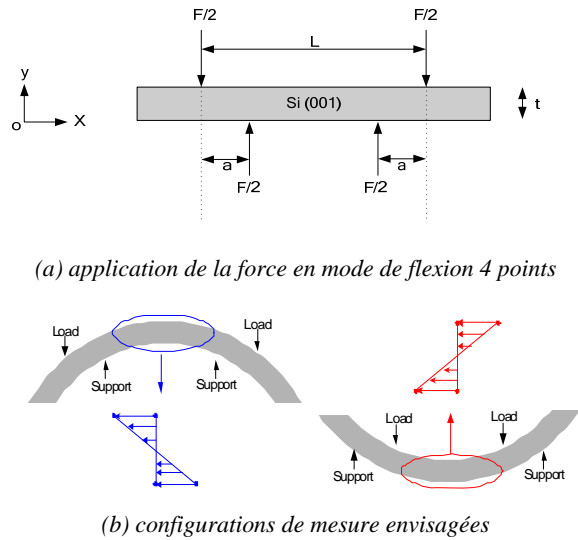 F/2 F/2
L
y
Si (001)
t
o X
a a
F/2 F/2
(a) application de la force en mode de flexion 4 points
Load Load
Support Support
Load Load
Support Support
(b) configurations de mesure envisagées